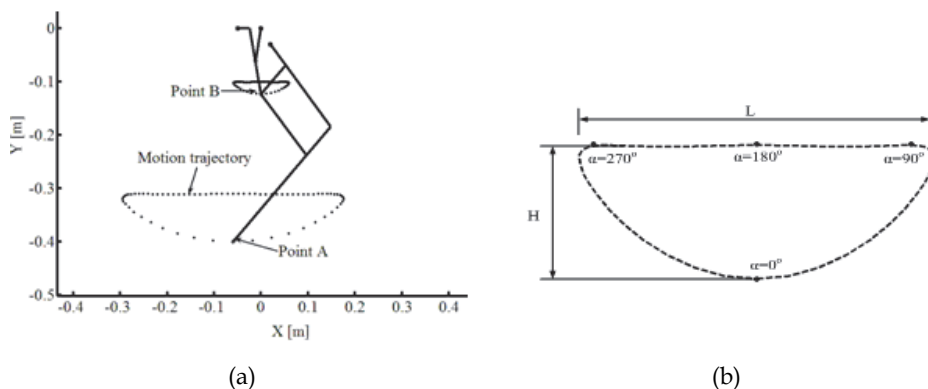 0
-0.1
-0.2
-0.3
-0.4
-0.5
Y [m]
Point B
Motion trajectory
Point A
-0.4 -0.3 -0.2 -0.1 0 0.1 0.2 0.3 0.4
X [m]
(a)
L
H
α=270°
α=180°
α=90°
α=0°
(b)